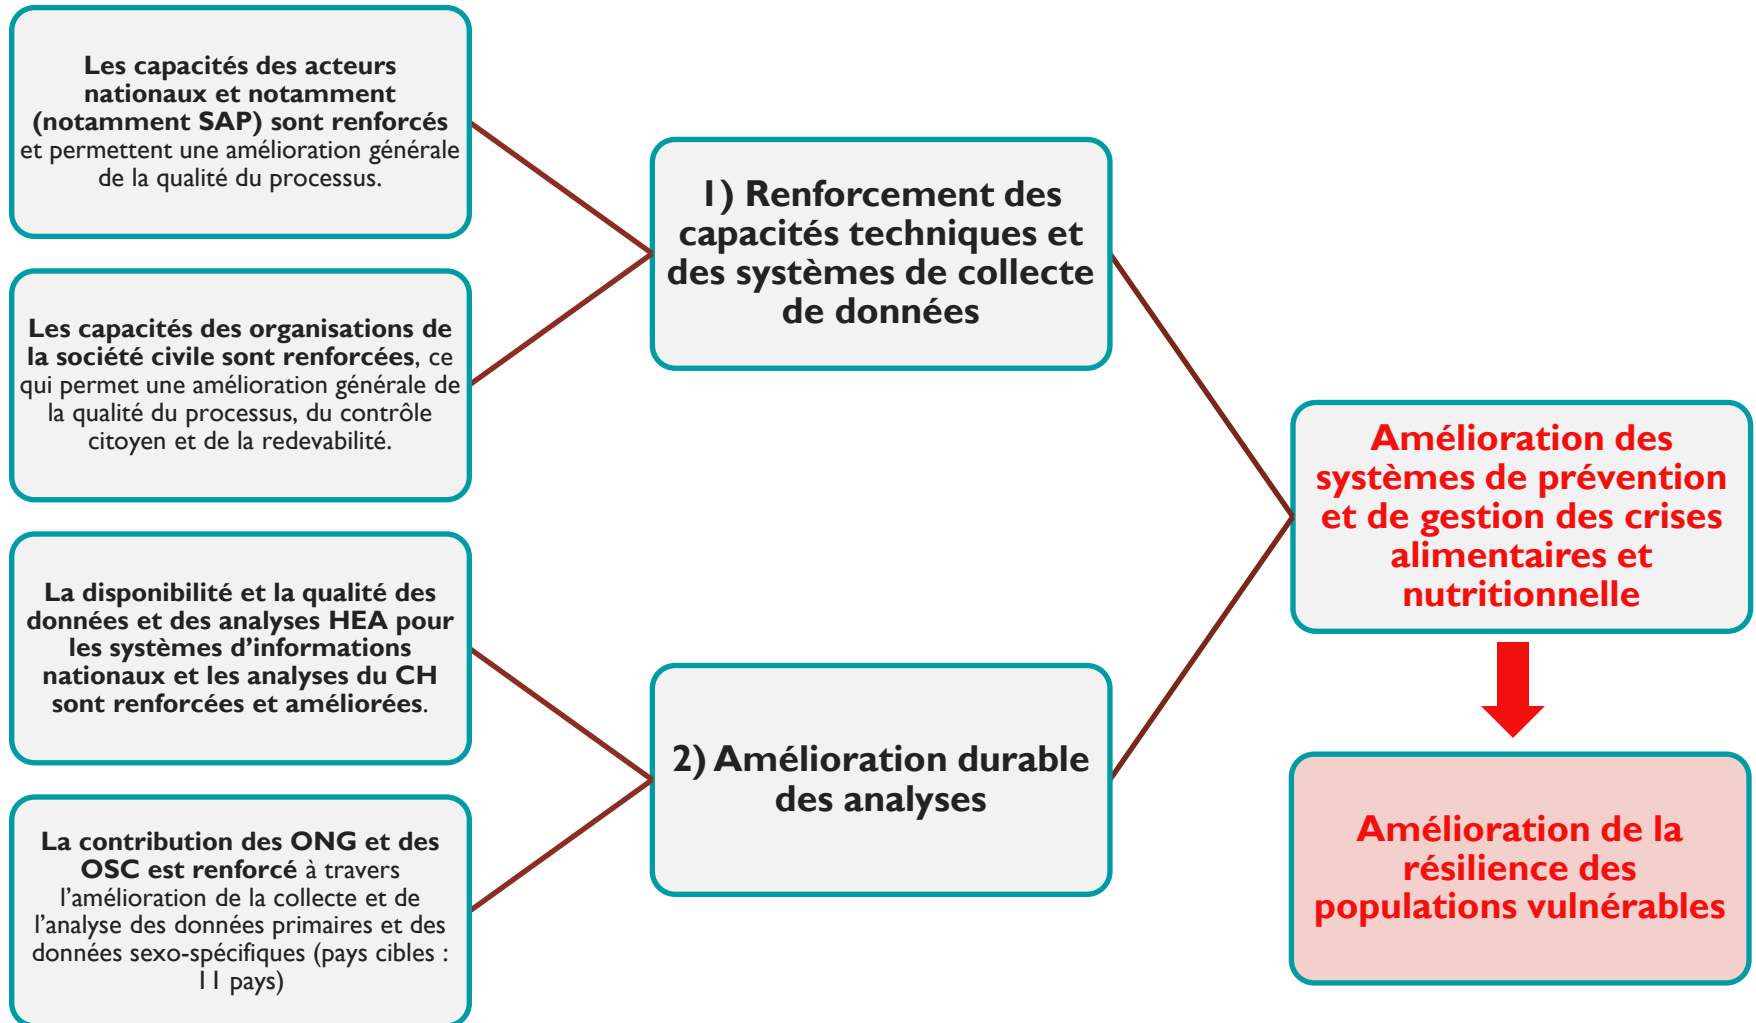 Les capacités des acteurs
nationaux et notamment
(notamment SAP) sont renforcés
et permettent une amélioration générale
de la qualité du processus.
Les capacités des organisations de
la société civile sont renforcées, ce
qui permet une amélioration générale de
la qualité du processus, du contrôle
citoyen et de la redevabilité.
La disponibilité et la qualité des
données et des analyses HEA pour
les systèmes d’informations
nationaux et les analyses du CH
sont renforcées et améliorées.
La contribution des ONG et des
OSC est renforcé à travers
l’amélioration de la collecte et de
l’analyse des données primaires et des
données sexo-spécifiques (pays cibles :
11 pays)
1) Renforcement des
capacités techniques et
des systèmes de collecte
de données
2) Amélioration durable
des analyses
Amélioration des
systèmes de prévention
et de gestion des crises
alimentaires et
nutritionnelle
Amélioration de la
résilience des
populations vulnérables